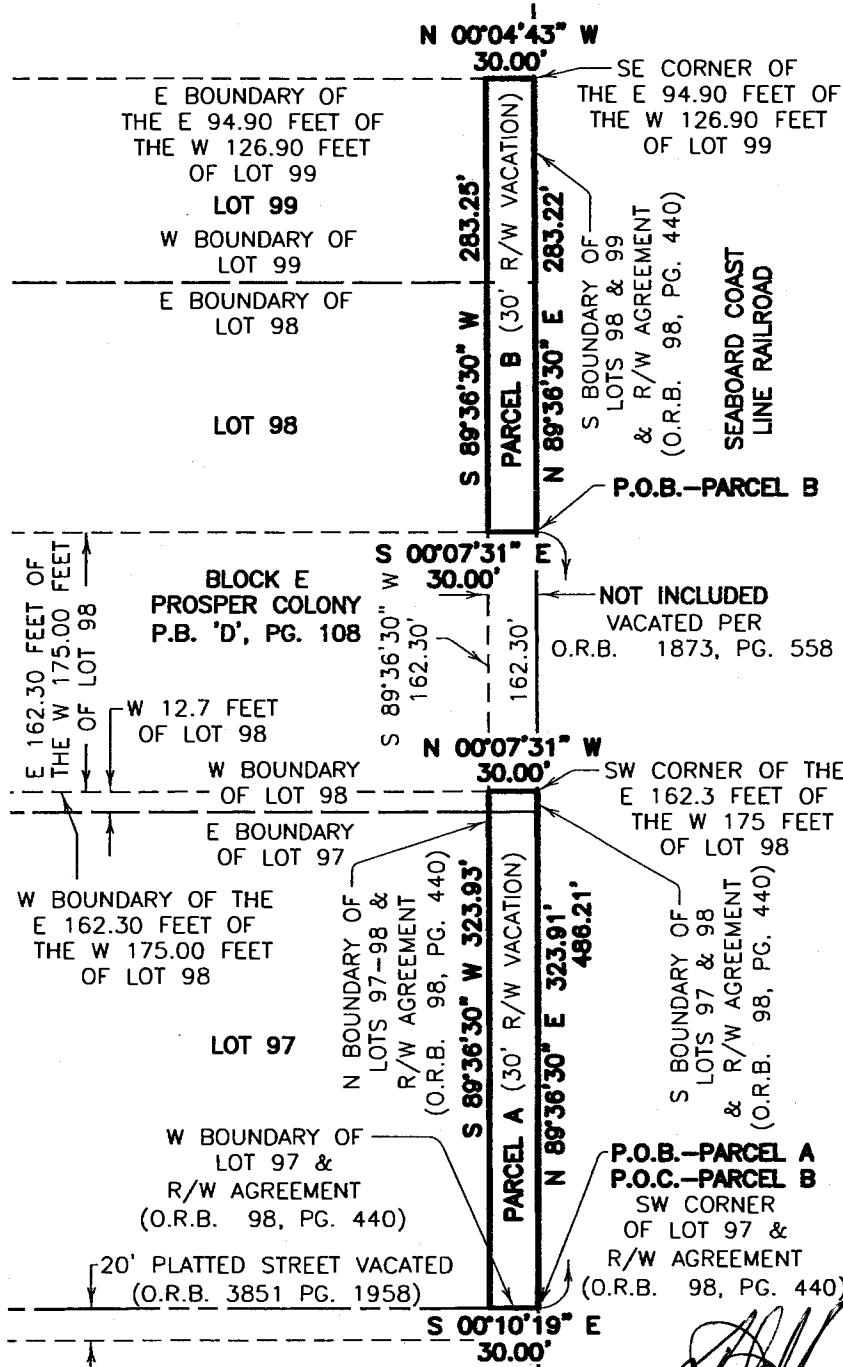 N 00°04'43" W
30.00'
SE CORNER OF
THE E 94.90 FEET OF
THE W 126.90 FEET
OF LOT 99
E BOUNDARY OF
THE E 94.90 FEET OF
THE W 126.90 FEET
OF LOT 99
LOT 99
W BOUNDARY OF
LOT 99
E BOUNDARY OF
LOT 98
LOT 98
S 89°36'30" W 283.25'
PARCEL B (30' R/W VACATION)
N 89°36'30" E 283.22'
S BOUNDARY OF
LOTS 98 & 99
& R/W AGREEMENT
(O.R.B. 98, PG. 440)
SEABOARD COAST
LINE RAILROAD
P.O.B.-PARCEL B
S 00°07'31" E
30.00'
E 162.30 FEET OF
THE W 175.00 FEET
OF LOT 98
BLOCK E
PROSPER COLONY
P.B. 'D', PG. 108
S 89°36'30" W
162.30'
162.30'
NOT INCLUDED
VACATED PER
O.R.B. 1873, PG. 558
W 12.7 FEET
OF LOT 98
N 00°07'31" W
30.00'
W BOUNDARY
OF LOT 98
E BOUNDARY
OF LOT 97
SW CORNER OF THE
E 162.3 FEET OF
THE W 175 FEET
OF LOT 98
W BOUNDARY OF THE
E 162.30 FEET OF
THE W 175.00 FEET
OF LOT 98
LOT 97
N BOUNDARY OF
LOTS 97-98 &
R/W AGREEMENT
(O.R.B. 98, PG. 440)
S 89°36'30" W 323.93'
PARCEL A (30' R/W VACATION)
N 89°36'30" E 323.91'
486.21'
S BOUNDARY OF
LOTS 97 & 98
& R/W AGREEMENT
(O.R.B. 98, PG. 440)
W BOUNDARY OF
LOT 97 &
R/W AGREEMENT
(O.R.B. 98, PG. 440)
P.O.B.-PARCEL A
P.O.C.-PARCEL B
SW CORNER
OF LOT 97 &
R/W AGREEMENT
(O.R.B. 98, PG. 440)
20' PLATTED STREET VACATED
(O.R.B. 3851 PG. 1958)
S 00°10'19" E
30.00'